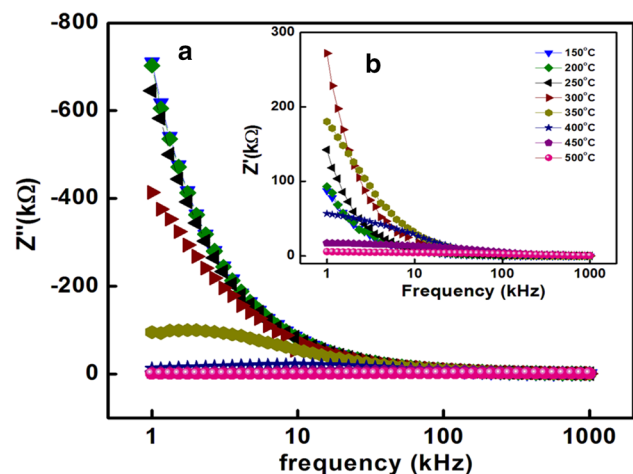 a
b
Z''(kΩ)
-800
-600
-400
-200
0
1
10
100
1000
frequency (kHz)
Z'(kΩ)
300
200
100
0
1
10
100
1000
Frequency (kHz)
150°C
200°C
250°C
300°C
350°C
400°C
450°C
500°C